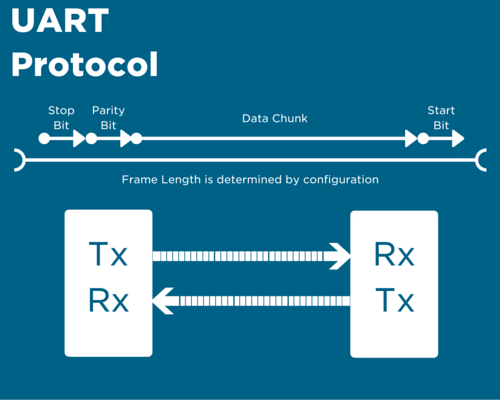 UART
Protocol
Stop
Bit
Parity
Bit
Data Chunk
Start
Bit
Frame Length is determined by configuration
Tx
Rx
Rx
Tx